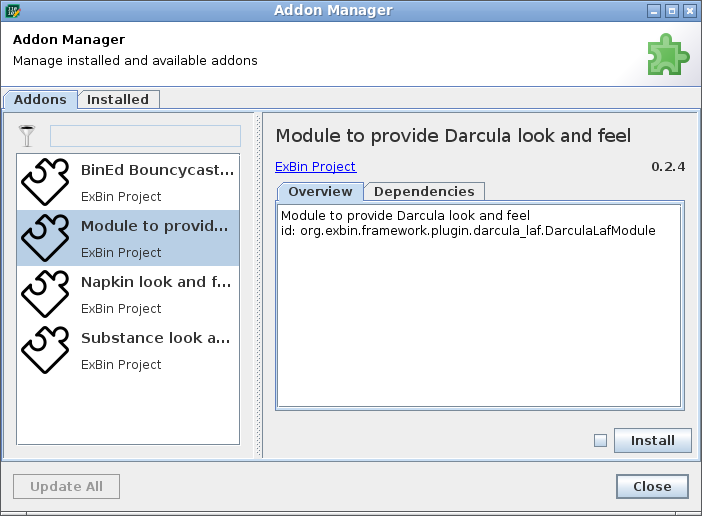 Addon Manager
Addon Manager
Manage installed and available addons
Addons
Installed
BinEd Bouncycast...
ExBin Project
Module to provid...
ExBin Project
Napkin look and f...
ExBin Project
Substance look a...
ExBin Project
Module to provide Darcula look and feel
ExBin Project
0.2.4
Overview
Dependencies
Module to provide Darcula look and feel
id: org.exbin.framework.plugin.darcula_laf.DarculaLafModule
Install
Update All
Close